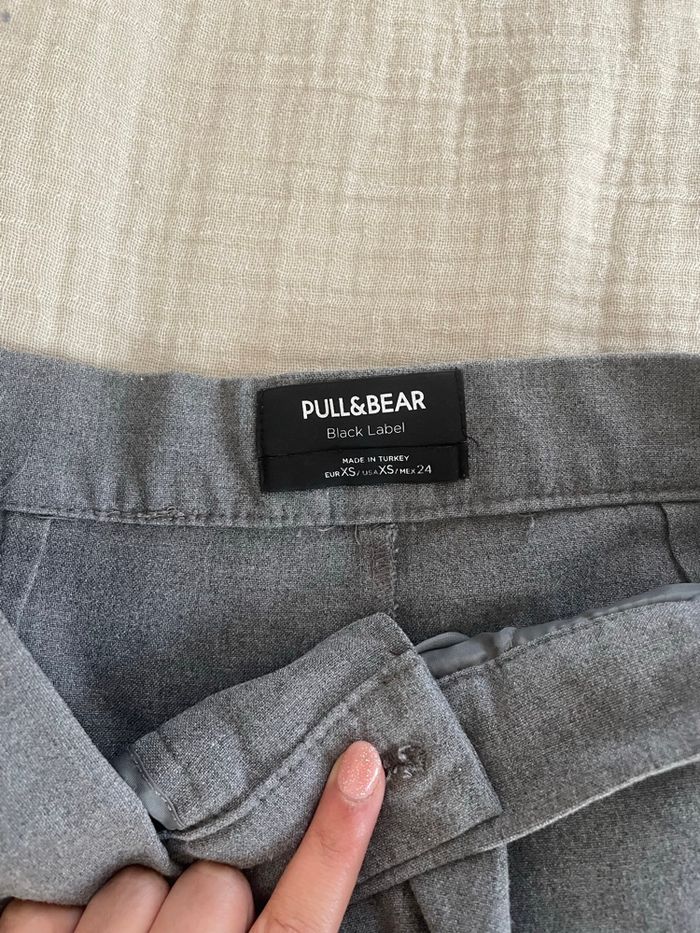 PULL&BEAR
Black Label
MADE IN TURKEY
EUR XS / USA XS / MEX 24